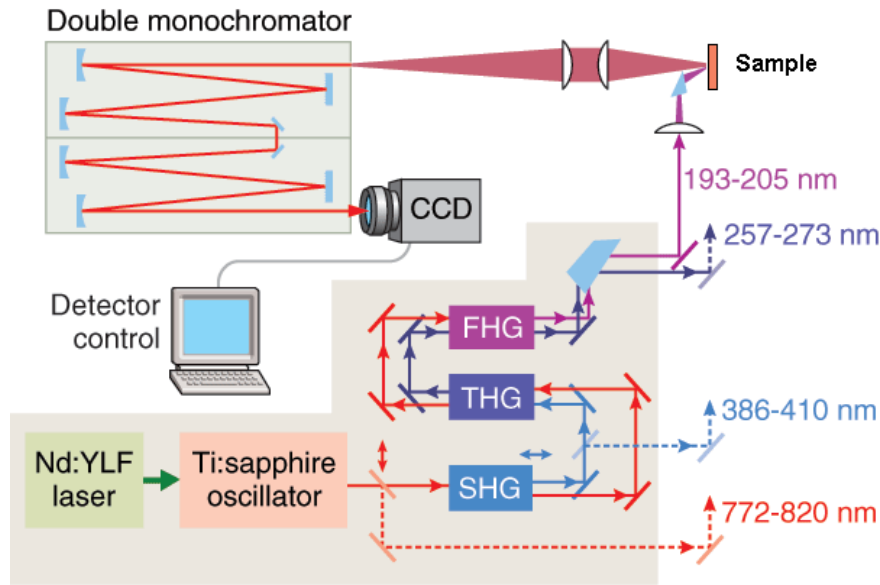 Double monochromator
Sample
CCD
193-205 nm
257-273 nm
Detector
control
FHG
THG
386-410 nm
Nd:YLF
laser
Ti:sapphire
oscillator
SHG
772-820 nm